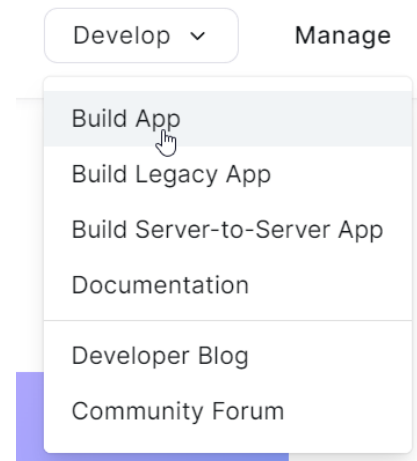 Develop Manage
Build App
Build Legacy App
Build Server-to-Server App
Documentation
Developer Blog
Community Forum